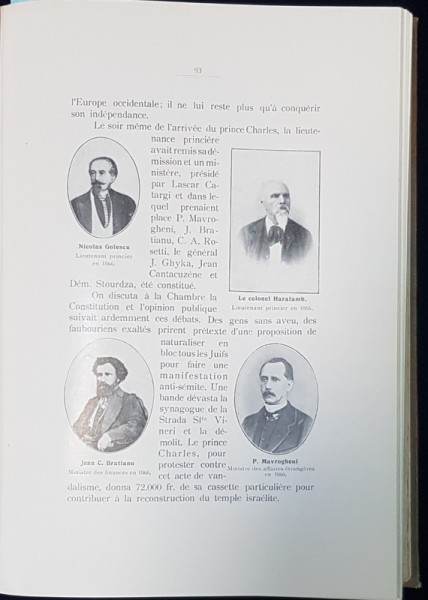 93
l'Europe occidentale; il ne lui reste plus qu'à conquérir
son indépendance.
Le soir même de l'arrivée du prince Charles, la lieute-
nance princière
avait remis sa dé-
mission et un mi-
nistère, présidé
par Lascar Ca-
targi et dans le-
quel prenaient
place P. Mavro-
gheni, J. Bra-
tianu, C. A. Ro-
setti, le général
J. Ghyka, Jean
Cantacuzène et
Dém. Stourdza, été constitué.
Nicolas Golescu
Lieutenant princier
en 1866.
Le colonel Haralamb.
Lieutenant princier en 1866.
On discuta à la Chambre la
Constitution et l'opinion publique
suivait ardemment ces débats. Des gens sans aveu, des
faubouriens exaltés prirent prétexte d'une proposition de
naturaliser en
bloc tous les Juifs
pour faire une
manifestation
anti-sémite. Une
bande dévasta la
synagogue de la
Strada Ste Vi-
neri et la dé-
molit. Le prince
Charles, pour
protester contre
cet acte de van-
dalisme, donna 72.000 fr. de sa cassette particulière pour
contribuer à la reconstruction du temple israélite.
Jean C. Bratianu
Ministre des finances en 1866.
P. Mavrogheni
Ministre des affaires étrangères
en 1866.